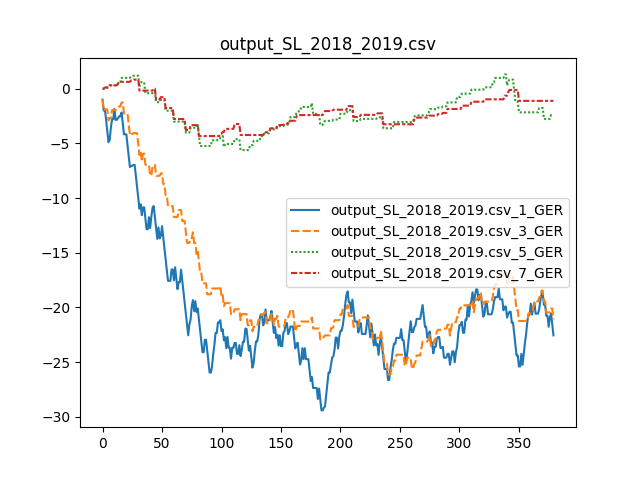 output_SL_2018_2019.csv
0
−5
−10
−15
−20
−25
−30
output_SL_2018_2019.csv_1_GER
output_SL_2018_2019.csv_3_GER
output_SL_2018_2019.csv_5_GER
output_SL_2018_2019.csv_7_GER
0 50 100 150 200 250 300 350